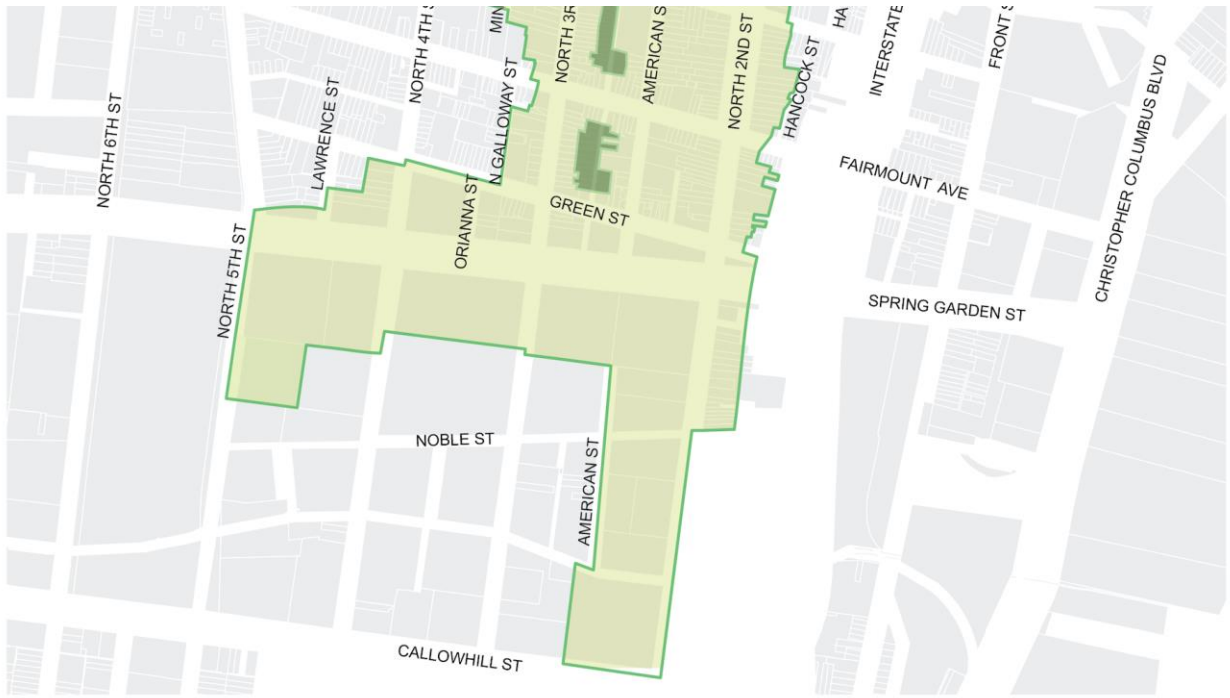 NORTH 6TH ST
LAWRENCE ST
NORTH 4TH S
MIN
N GALLOWAY ST
NORTH 3R
AMERICAN S
NORTH 2ND ST
HANCOCK ST
HA
INTERSTATE
FRONT S
CHRISTOPHER COLUMBUS BLVD
FAIRMOUNT AVE
GREEN ST
ORIANNA ST
NORTH 5TH ST
SPRING GARDEN ST
NOBLE ST
AMERICAN ST
CALLOWHILL ST